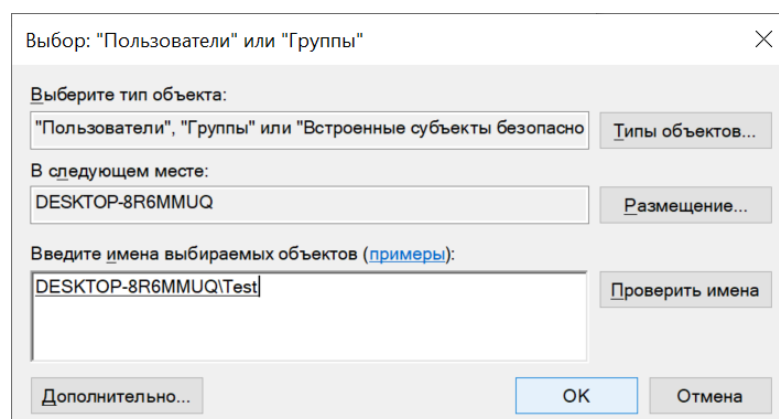 Выбор: "Пользователи" или "Группы"
Выберите тип объекта:
"Пользователи", "Группы" или "Встроенные субъекты безопасно
Типы объектов...
В следующем месте:
DESKTOP-8R6MMUQ
Размещение...
Введите имена выбираемых объектов (примеры):
DESKTOP-8R6MMUQ\Test
Проверить имена
Дополнительно...
ОК
Отмена